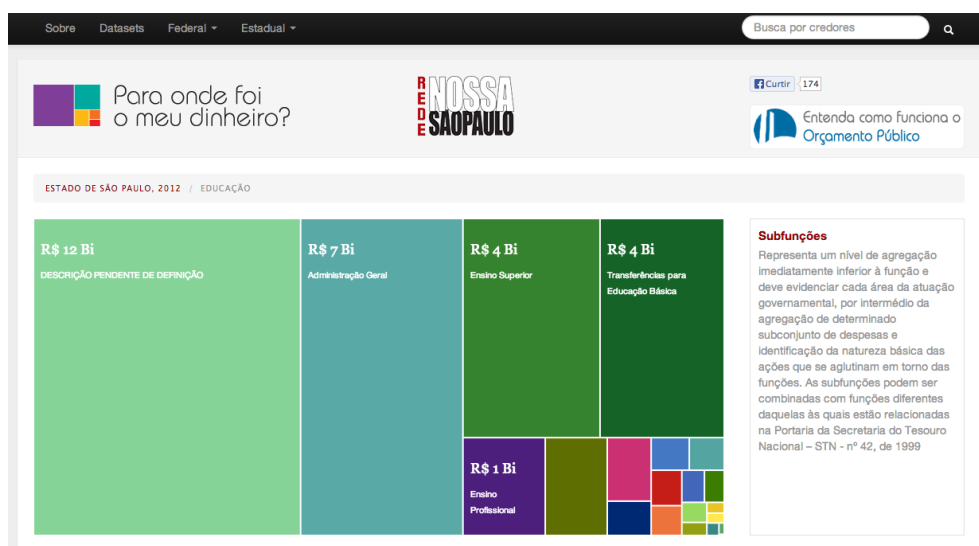 Sobre Datasets Federal Estadual Busca por credores
Para onde foi
o meu dinheiro?
REDE
NOSSA
SÃOPAULO
Curtir 174
Entenda como funciona o
Orçamento Público
ESTADO DE SÃO PAULO, 2012 / EDUCAÇÃO
R$ 12 Bi
DESCRIÇÃO PENDENTE DE DEFINIÇÃO
R$ 7 Bi
Administração Geral
R$ 4 Bi
Ensino Superior
R$ 4 Bi
Transferências para
Educação Básica
R$ 1 Bi
Ensino
Profissional
Subfunções
Representa um nível de agregação
imediatamente inferior à função e
deve evidenciar cada área da atuação
governamental, por intermédio da
agregação de determinado
subconjunto de despesas e
identificação da natureza básica das
ações que se aglutinam em torno das
funções. As subfunções podem ser
combinadas com funções diferentes
daquelas às quais estão relacionadas
na Portaria da Secretaria do Tesouro
Nacional – STN - nº 42, de 1999